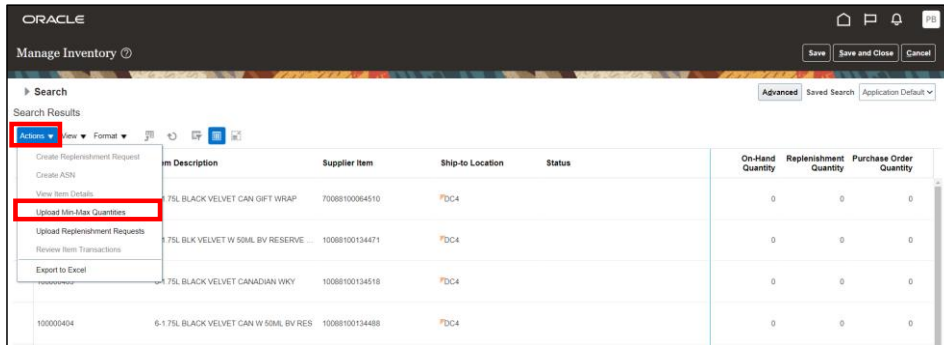 ORACLE
PB
Manage Inventory
Save Save and Close Cancel
Search
Advanced Saved Search Application Default
Search Results
Actions View Format
Create Replenishment Request
Create ASN
View Item Details
Upload Min-Max Quantities
Upload Replenishment Requests
Review Item Transactions
Export to Excel
Description Supplier Item Ship-to Location Status On-Hand Quantity Replenishment Quantity Purchase Order Quantity
75L BLACK VELVET CAN GIFT WRAP 70088100064510 DC4 0 0 0
1.75L BLK VELVET W 50ML BV RESERVE ... 10088100134471 DC4 0 0 0
1.75L BLACK VELVET CANADIAN WKY 10088100134518 DC4 0 0 0
100000404 6-1.75L BLACK VELVET CAN W 50ML BV RES 10088100134488 DC4 0 0 0